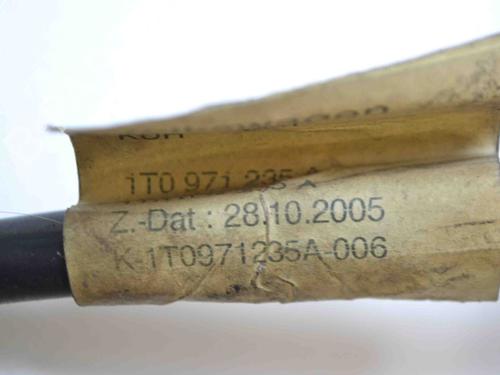 1T0 971 235 A
Z.-Dat : 28.10.2005
K-1T0971235A-006